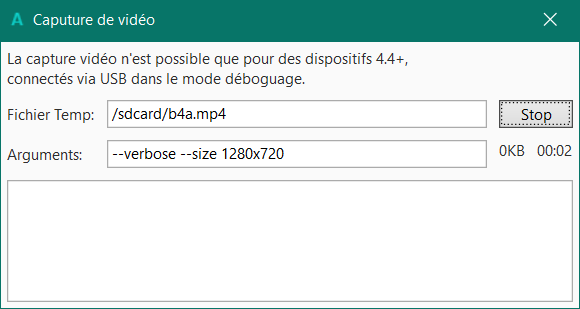 A Caputure de vidéo
La capture vidéo n'est possible que pour des dispositifs 4.4+,
connectés via USB dans le mode déboguage.
Fichier Temp: /sdcard/b4a.mp4 Stop
Arguments: --verbose --size 1280x720 0KB 00:02